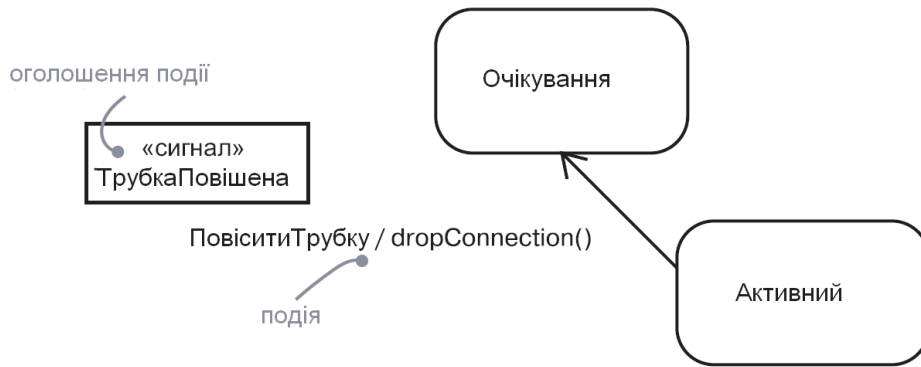 Очікування
оголошення події
«сигнал»
ТрубкаПовішена
ПовіситиТрубку / dropConnection()
Активний
подія